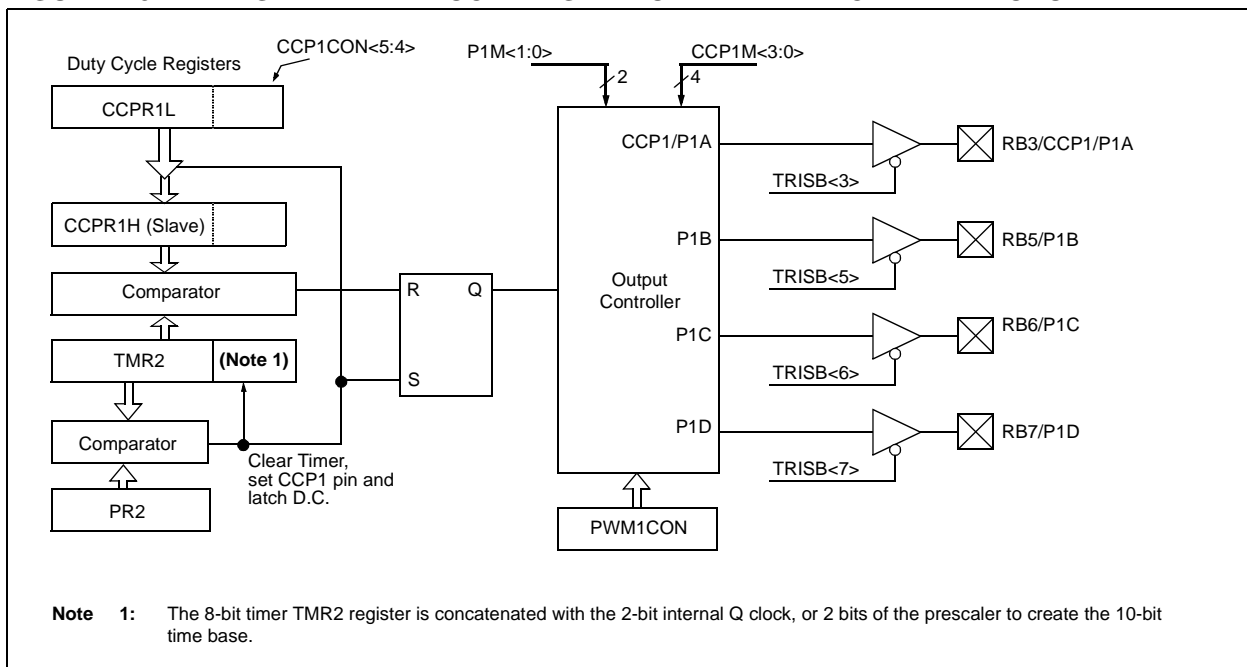 CCP1CON<5:4>
Duty Cycle Registers
CCPR1L
CCPR1H (Slave)
Comparator
TMR2
(Note 1)
Comparator
PR2
Clear Timer,
set CCP1 pin and
latch D.C.
R
Q
S
P1M<1:0>
2
CCP1M<3:0>
4
Output
Controller
CCP1/P1A
P1B
P1C
P1D
PWM1CON
TRISB<3>
RB3/CCP1/P1A
TRISB<5>
RB5/P1B
TRISB<6>
RB6/P1C
TRISB<7>
RB7/P1D
Note 1: The 8-bit timer TMR2 register is concatenated with the 2-bit internal Q clock, or 2 bits of the prescaler to create the 10-bit
time base.